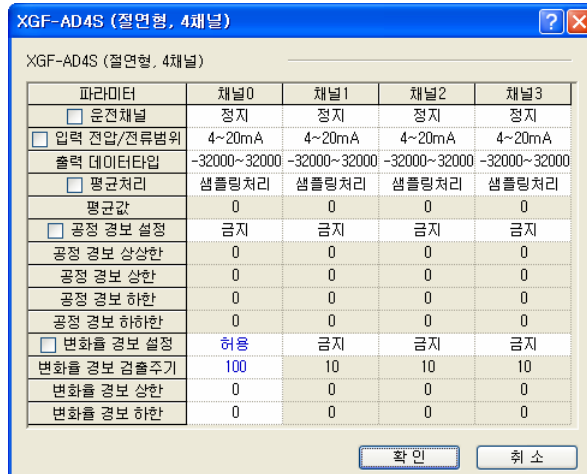 XGF-AD4S (절연형, 4채널)
XGF-AD4S (절연형, 4채널)
파라미터 채널0 채널1 채널2 채널3
운전채널 정지 정지 정지 정지
입력 전압/전류범위 4~20mA 4~20mA 4~20mA 4~20mA
출력 데이터타입 -32000~32000 -32000~32000 -32000~32000 -32000~32000
평균처리 샘플링처리 샘플링처리 샘플링처리 샘플링처리
평균값 0 0 0 0
공정 경보 설정 금지 금지 금지 금지
공정 경보 상상한 0 0 0 0
공정 경보 상한 0 0 0 0
공정 경보 하한 0 0 0 0
공정 경보 하하한 0 0 0 0
변화율 경보 설정 허용 금지 금지 금지
변화율 경보 검출주기 100 10 10 10
변화율 경보 상한 0 0 0 0
변화율 경보 하한 0 0 0 0
확인 취소